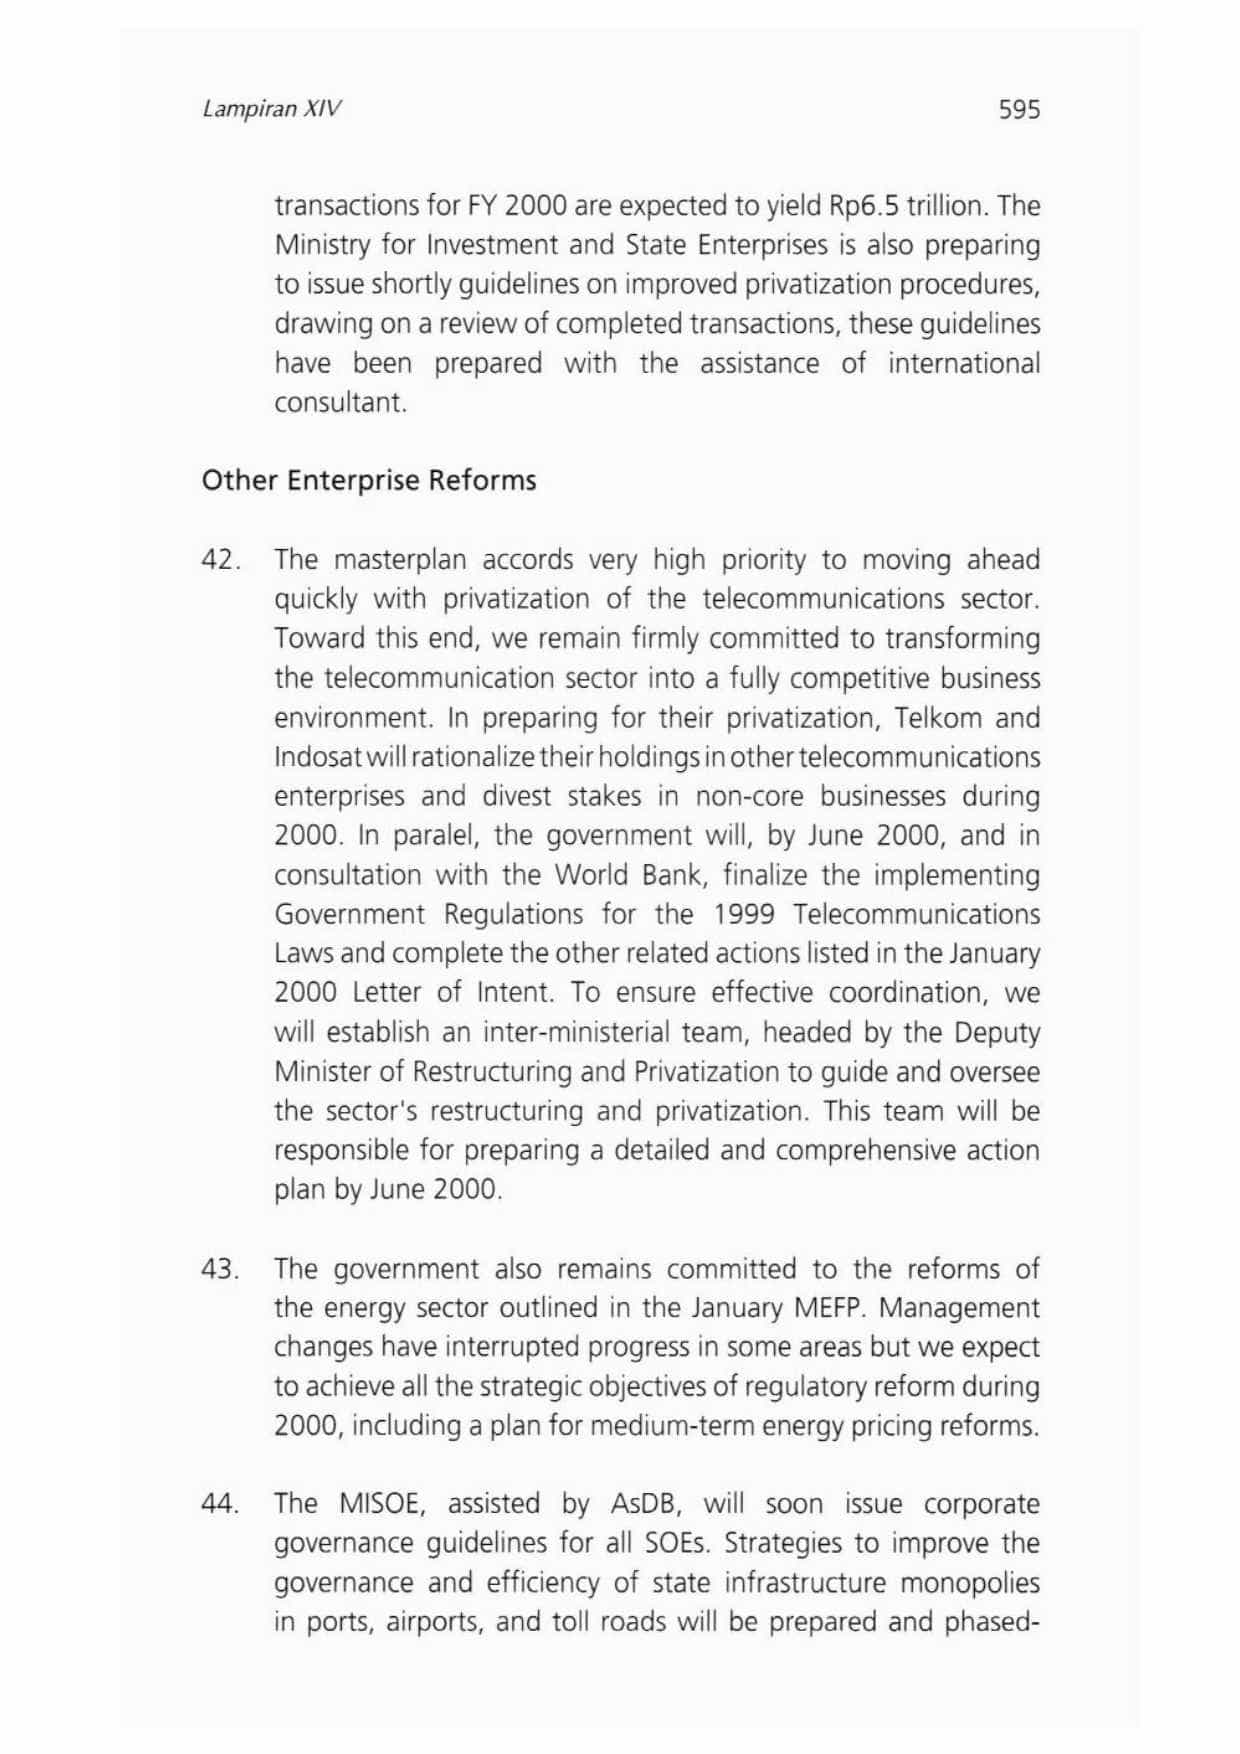 Lampiran XIV
595
transactions for FY 2000 are expected to yield Rp6.5 trillion. The
Ministry for Investment and State Enterprises is also preparing
to issue shortly guidelines on improved privatization procedures,
drawing on a review of completed transactions, these guidelines
have been prepared with the assistance of international
consultant.
Other Enterprise Reforms
42. The masterplan accords very high priority to moving ahead
quickly with privatization of the telecommunications sector.
Toward this end, we remain firmly committed to transforming
the telecommunication sector into a fully competitive business
environment. In preparing for their privatization, Telkom and
Indosat will rationalize their holdings in other telecommunications
enterprises and divest stakes in non-core businesses during
2000. In paralel, the government will, by June 2000, and in
consultation with the World Bank, finalize the implementing
Government Regulations for the 1999 Telecommunications
Laws and complete the other related actions listed in the January
2000 Letter of Intent. To ensure effective coordination, we
will establish an inter-ministerial team, headed by the Deputy
Minister of Restructuring and Privatization to guide and oversee
the sector's restructuring and privatization. This team will be
responsible for preparing a detailed and comprehensive action
plan by June 2000.
43. The government also remains committed to the reforms of
the energy sector outlined in the January MEFP. Management
changes have interrupted progress in some areas but we expect
to achieve all the strategic objectives of regulatory reform during
2000, including a plan for medium-term energy pricing reforms.
44. The MISOE, assisted by AsDB, will soon issue corporate
governance guidelines for all SOEs. Strategies to improve the
governance and efficiency of state infrastructure monopolies
in ports, airports, and toll roads will be prepared and phased-